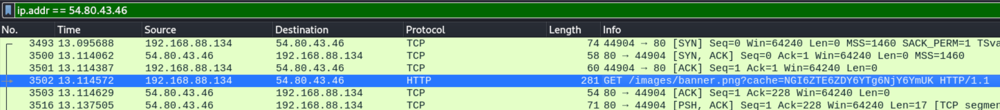 ip.addr == 54.80.43.46
No. Time Source Destination Protocol Length Info
3493 13.095688 192.168.88.134 54.80.43.46 TCP 74 44904 → 80 [SYN] Seq=0 Win=64240 Len=0 MSS=1460 SACK_PERM=1 TSva
3500 13.114062 54.80.43.46 192.168.88.134 TCP 58 80 → 44904 [SYN, ACK] Seq=0 Ack=1 Win=64240 Len=0 MSS=1460
3501 13.114387 192.168.88.134 54.80.43.46 TCP 60 44904 → 80 [ACK] Seq=1 Ack=1 Win=64240 Len=0
3502 13.114572 192.168.88.134 54.80.43.46 HTTP 281 GET /images/banner.png?cache=NGI6ZTE6ZDY6YTg6NjY6YmUK HTTP/1.1
3503 13.114629 54.80.43.46 192.168.88.134 TCP 54 80 → 44904 [ACK] Seq=1 Ack=228 Win=64240 Len=0
3516 13.137505 54.80.43.46 192.168.88.134 TCP 71 80 → 44904 [PSH, ACK] Seq=1 Ack=228 Win=64240 Len=17 [TCP segmen